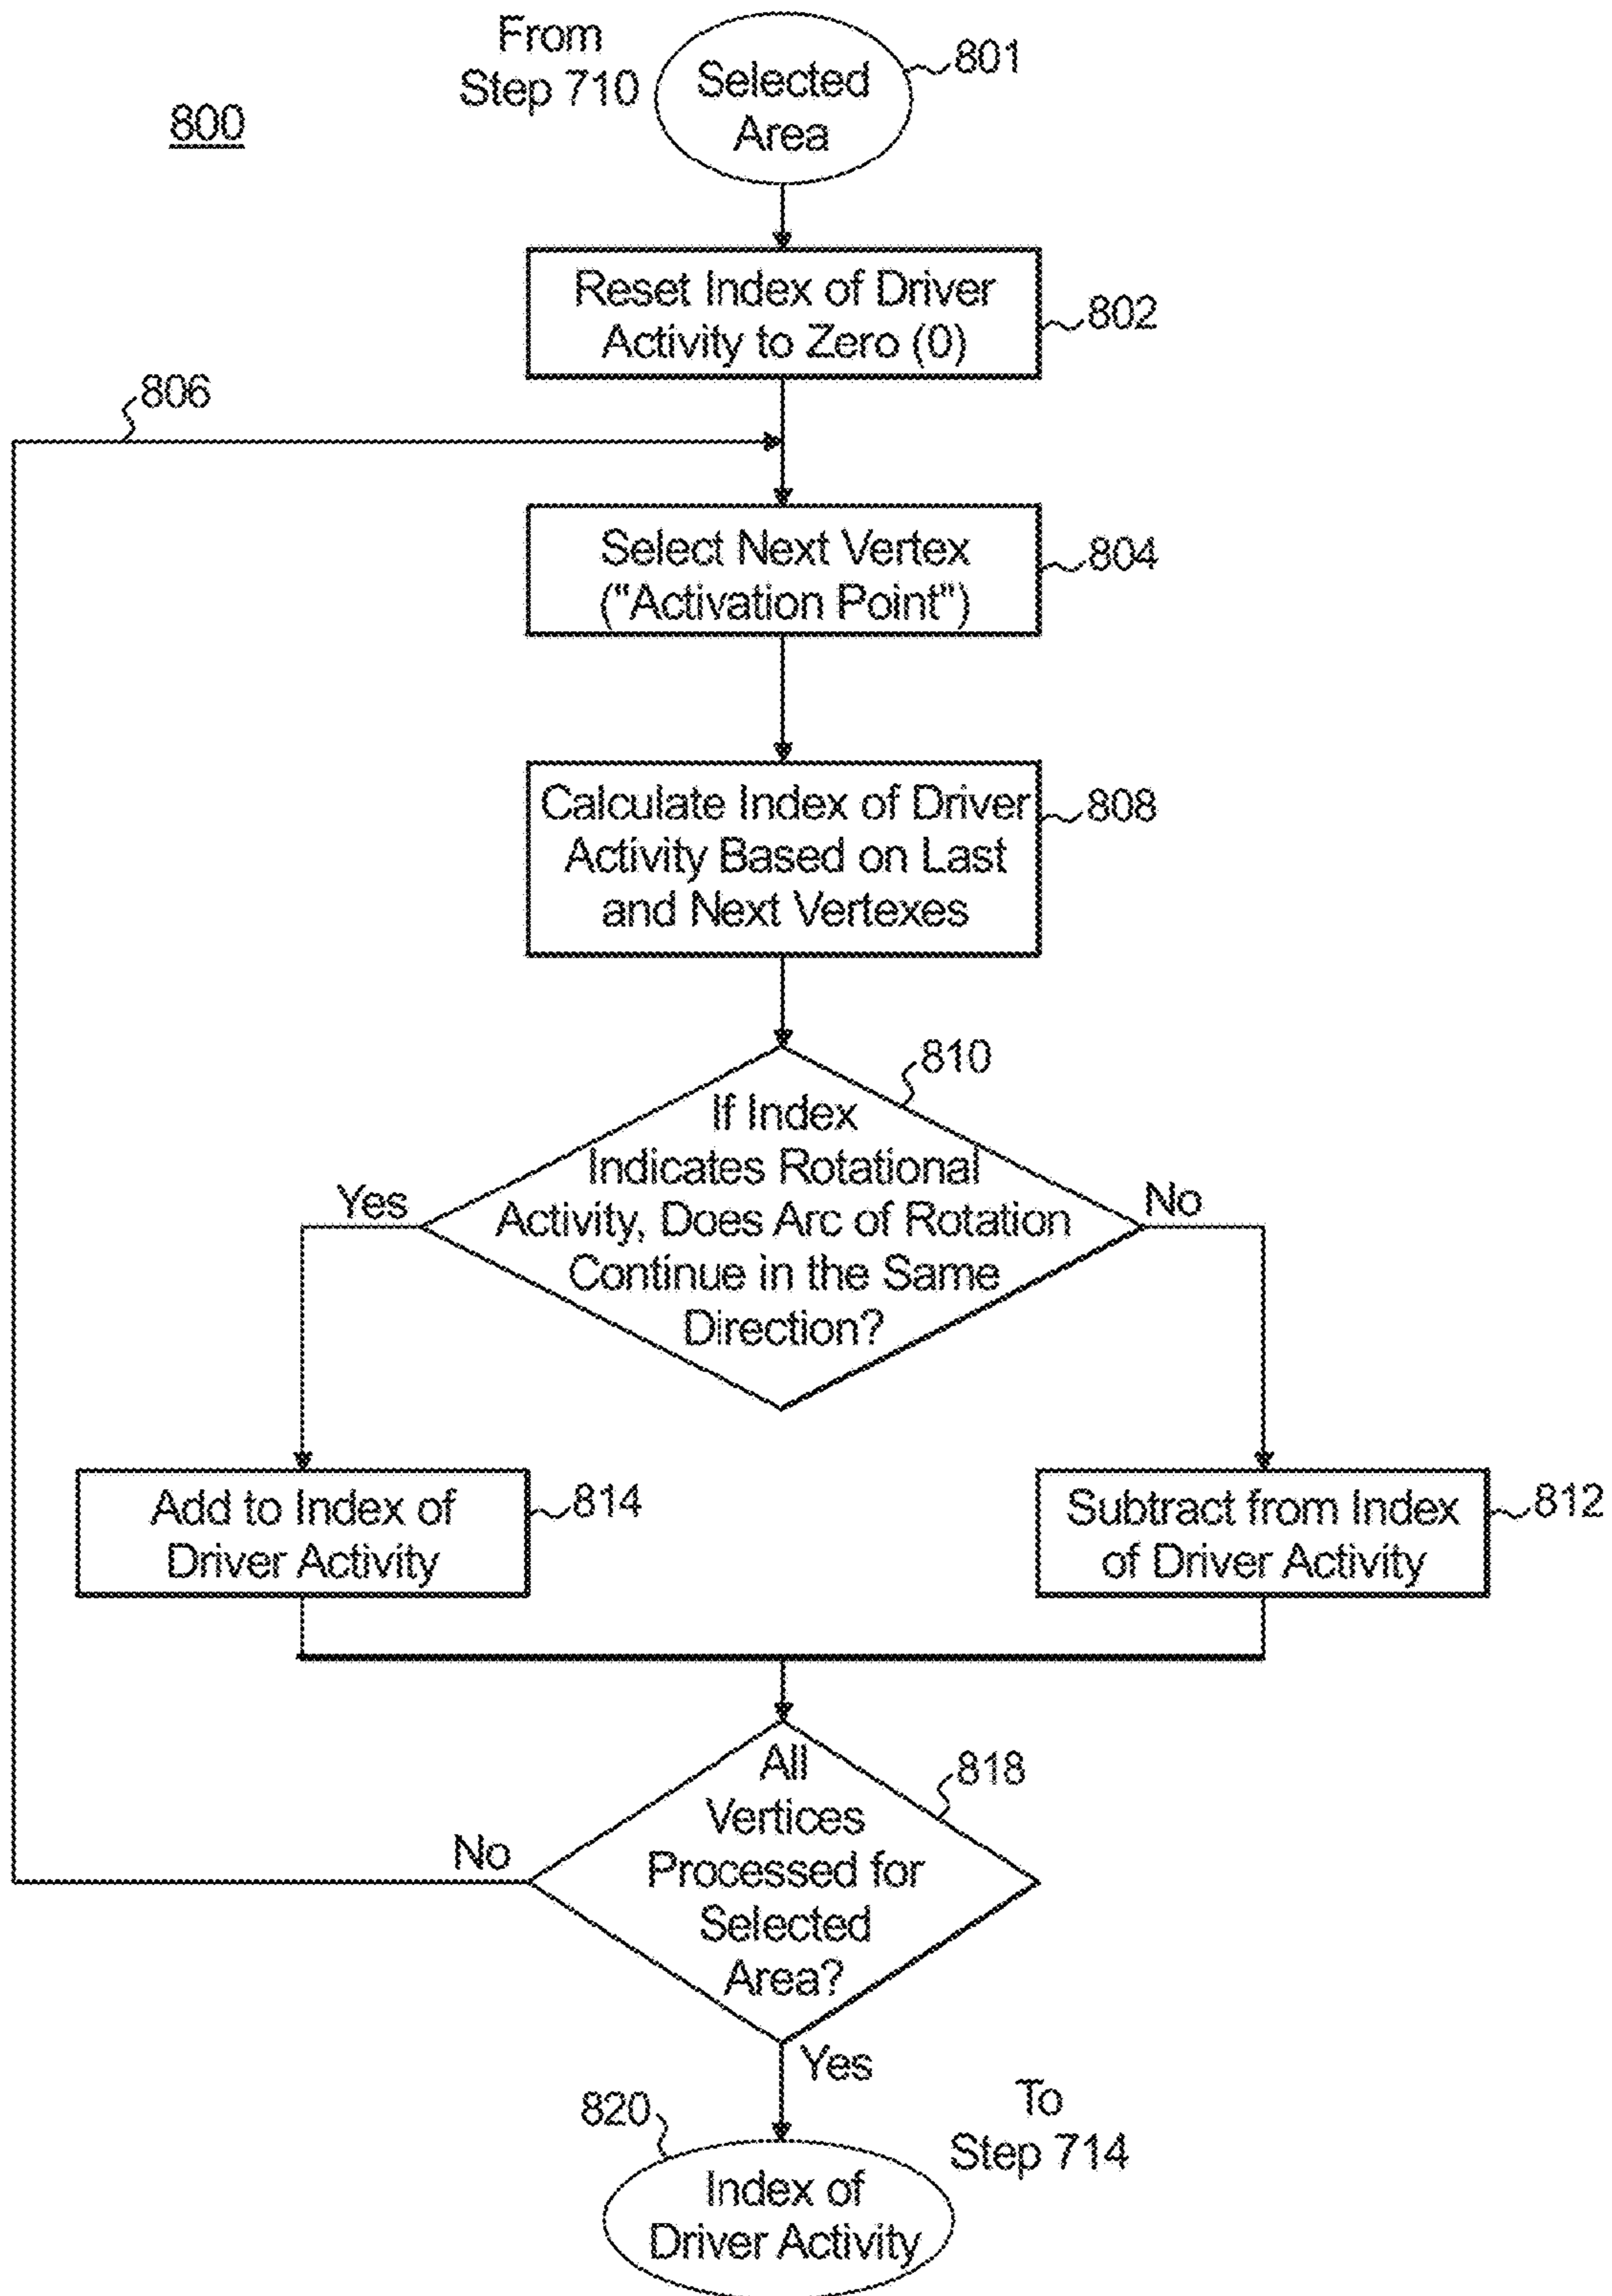 From
Step 710
Selected
Area
801
800
Reset Index of Driver
Activity to Zero (0)
802
806
Select Next Vertex
("Activation Point")
804
Calculate Index of Driver
Activity Based on Last
and Next Vertexes
808
810
If Index
Indicates Rotational
Activity, Does Arc of Rotation
Continue in the Same
Direction?
Yes
No
Add to Index of
Driver Activity
814
Subtract from Index
of Driver Activity
812
All
Vertices
Processed for
Selected
Area?
818
No
Yes
820
To
Step 714
Index of
Driver Activity